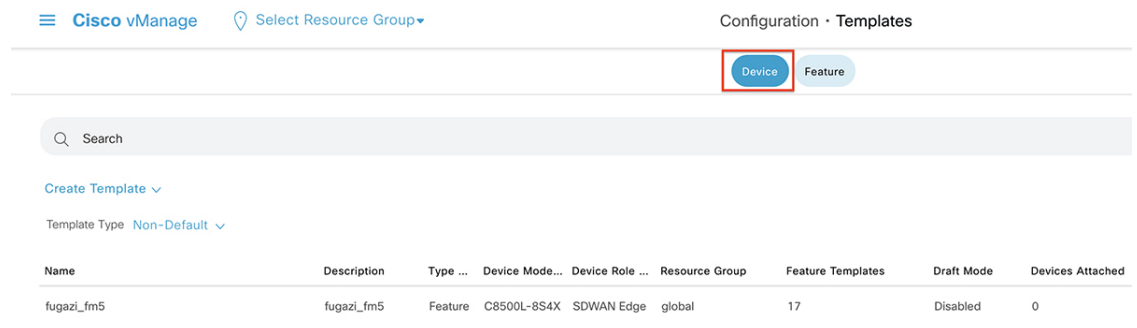 Cisco vManage Select Resource Group Configuration · Templates
Device Feature
Search
Create Template
Template Type Non-Default
Name Description Type ... Device Mode... Device Role ... Resource Group Feature Templates Draft Mode Devices Attached
fugazi_fm5 fugazi_fm5 Feature C8500L-8S4X SDWAN Edge global 17 Disabled 0